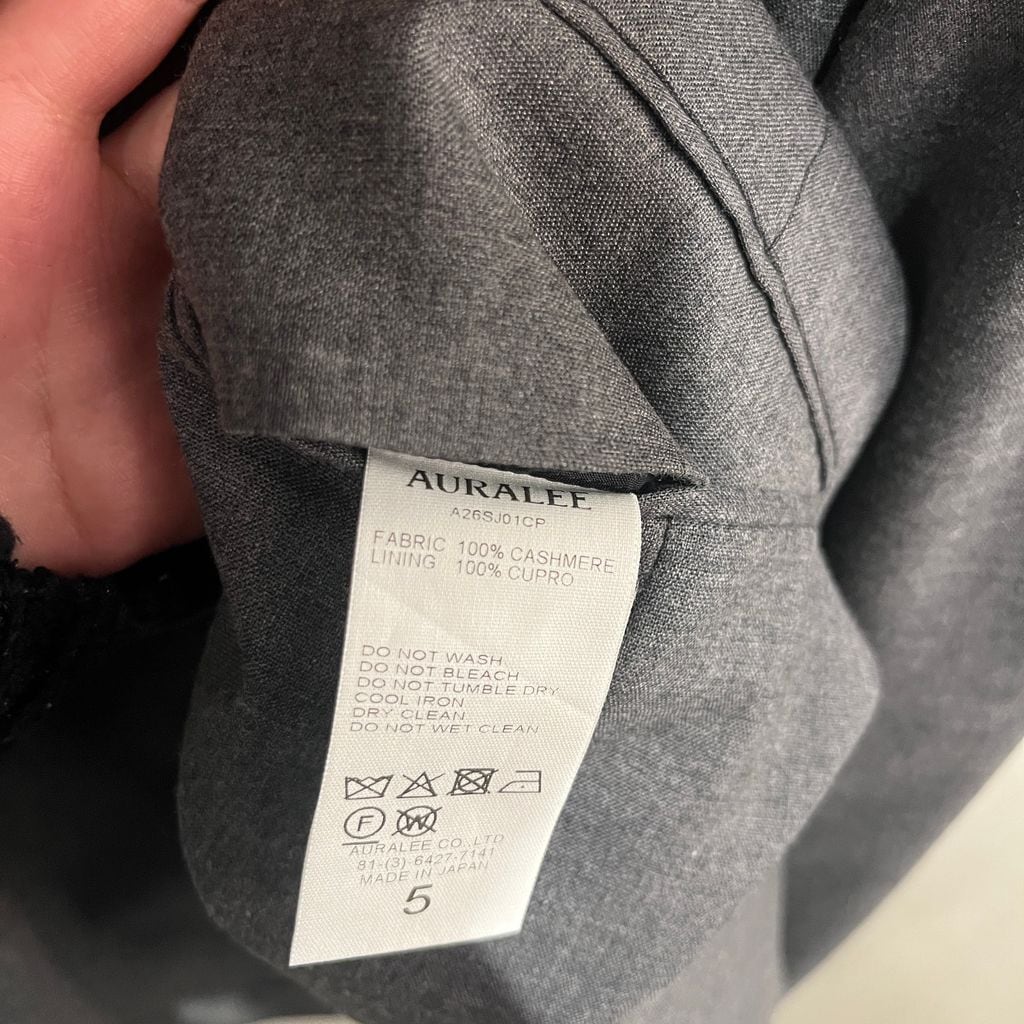 AURALEE
A26SJ01CP
FABRIC 100% CASHMERE
LINING 100% CUPRO
DO NOT WASH
DO NOT BLEACH
DO NOT TUMBLE DRY
COOL IRON
DRY CLEAN
DO NOT WET CLEAN
F W
AURALEE CO.,LTD
81-(3)-6427-7141
MADE IN JAPAN
5